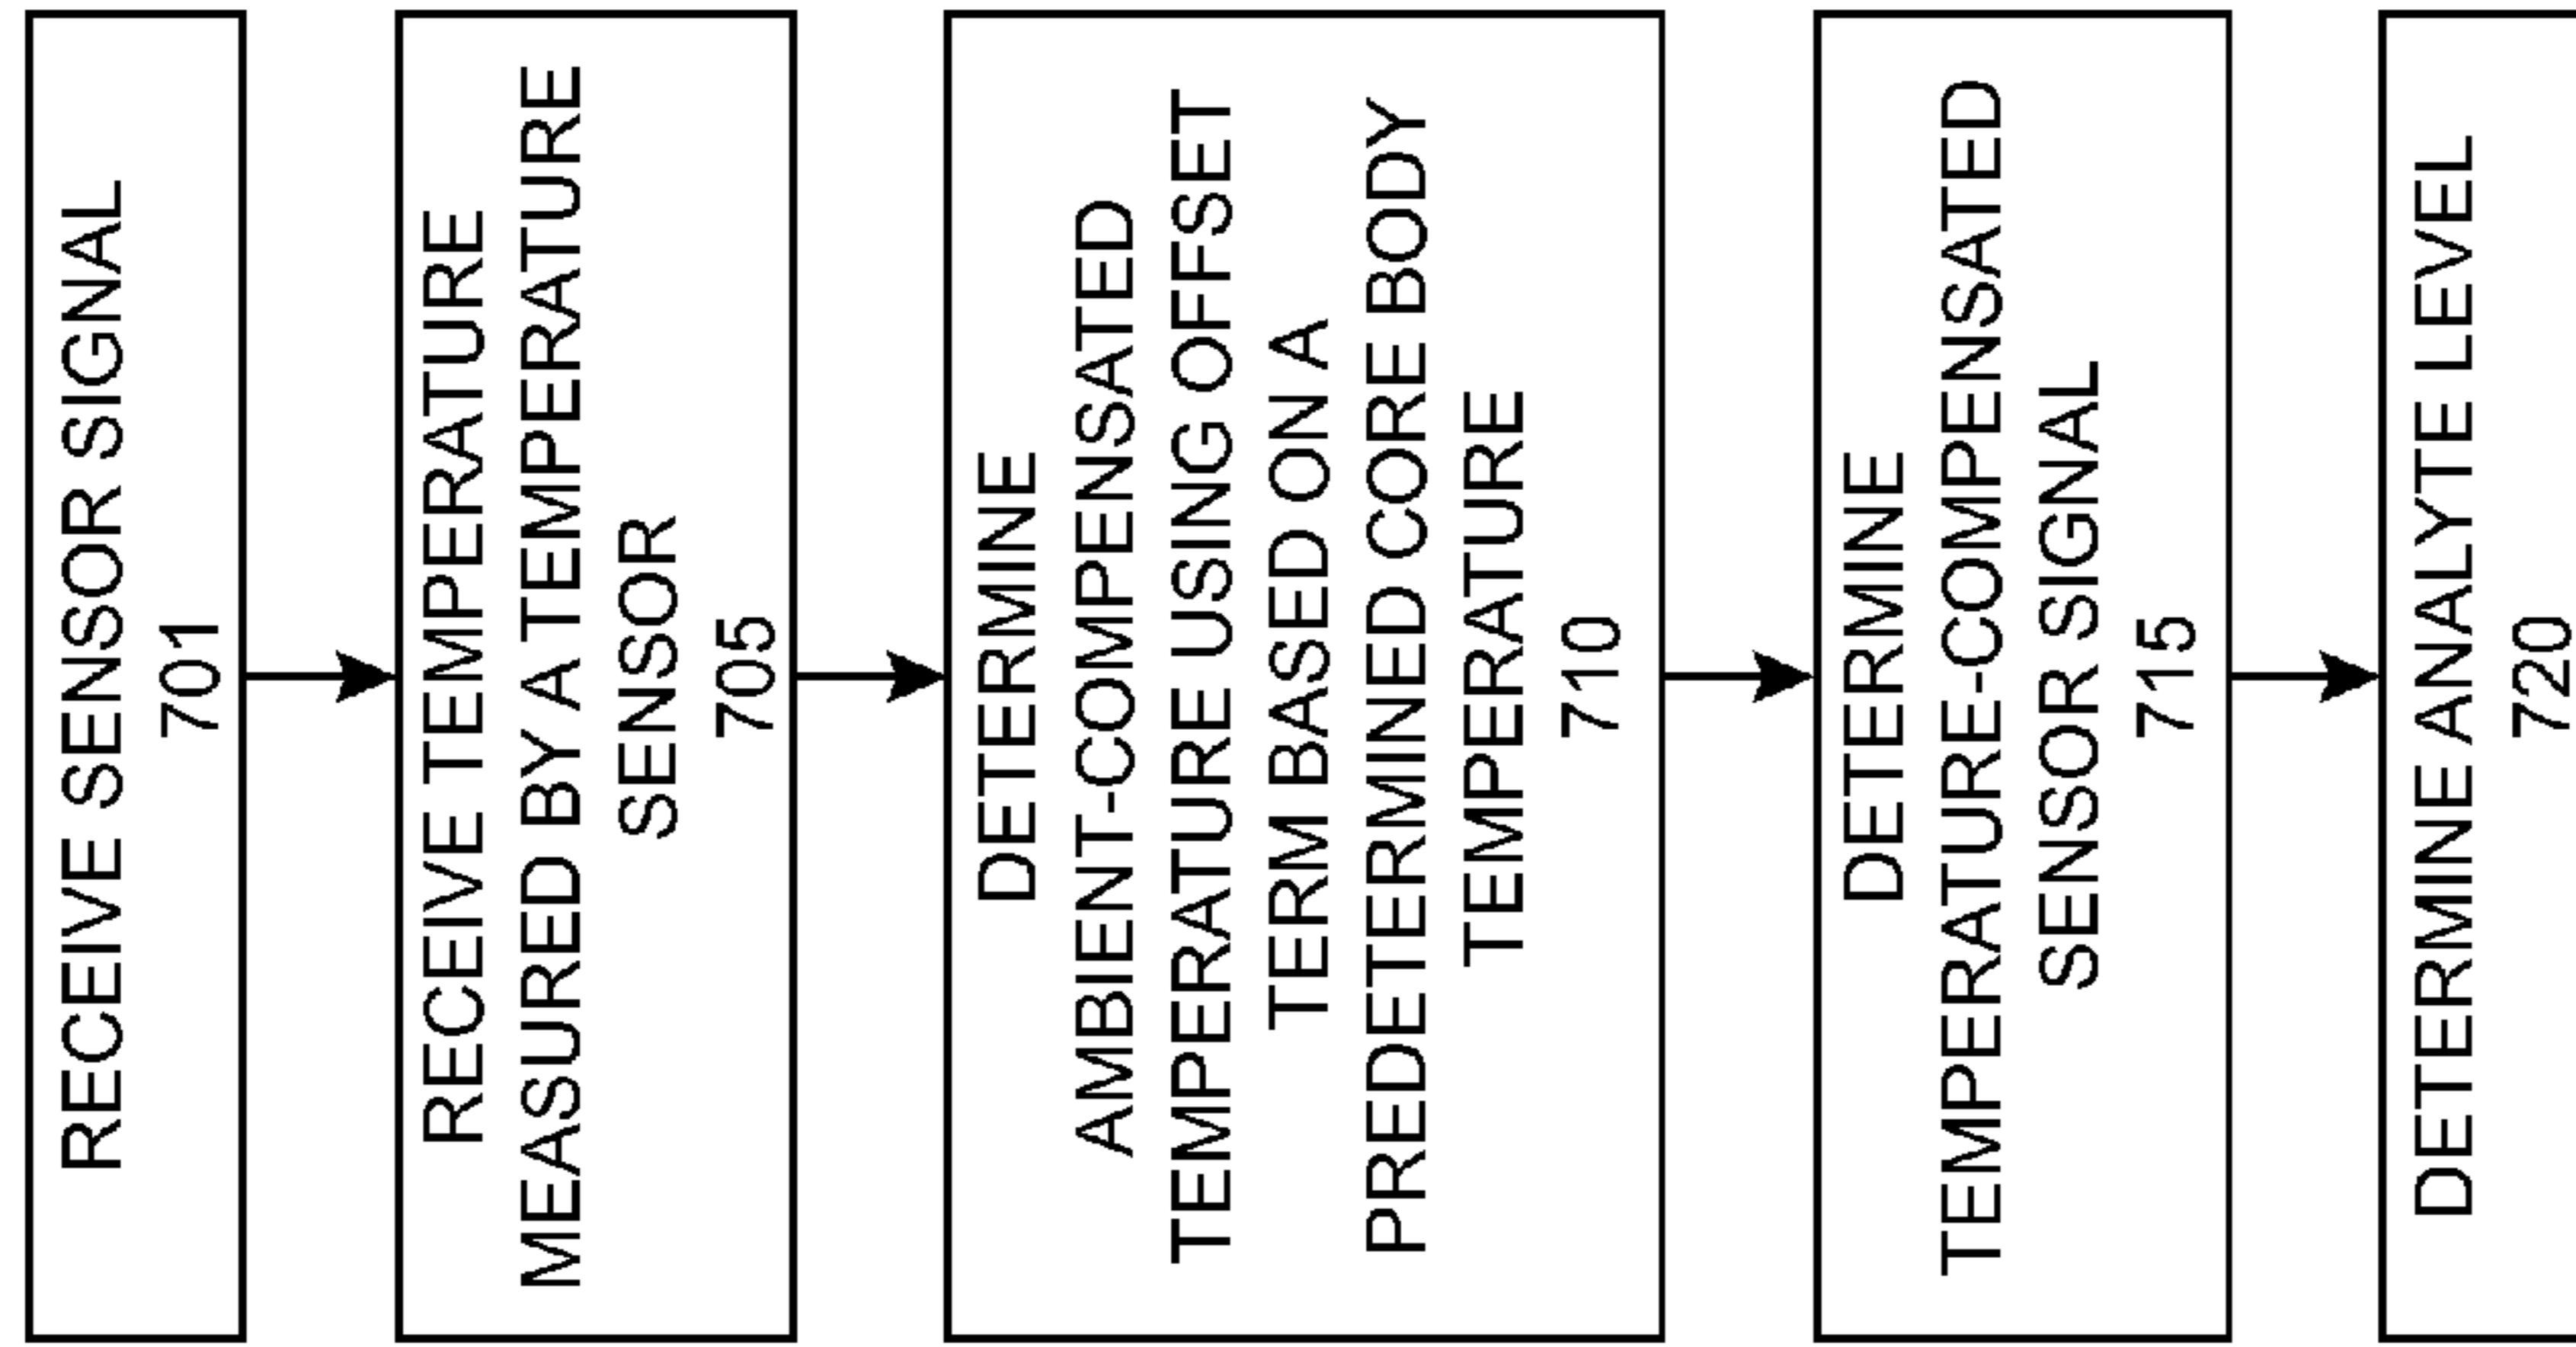 RECEIVE SENSOR SIGNAL
701
RECEIVE TEMPERATURE
MEASURED BY A TEMPERATURE
SENSOR
705
DETERMINE
AMBIENT-COMPENSATED
TEMPERATURE USING OFFSET
TERM BASED ON A
PREDETERMINED CORE BODY
TEMPERATURE
710
DETERMINE
TEMPERATURE-COMPENSATED
SENSOR SIGNAL
715
DETERMINE ANALYTE LEVEL
720